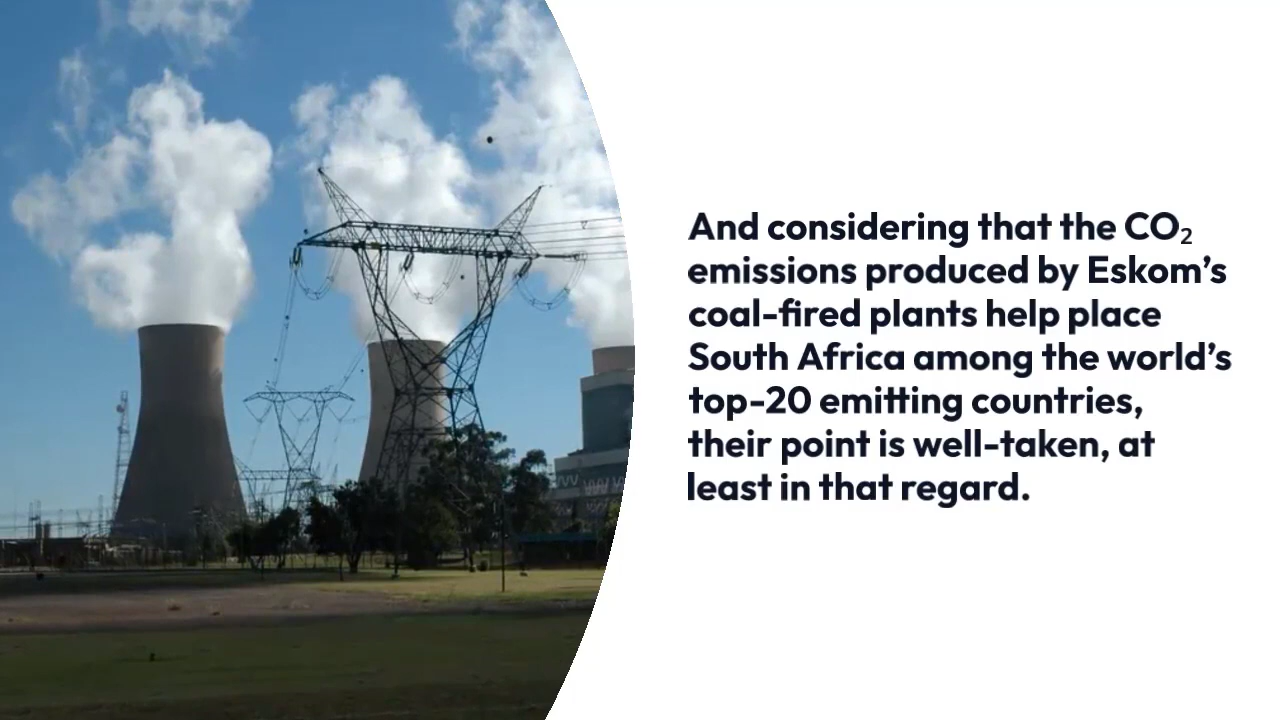 And considering that the CO₂
emissions produced by Eskom’s
coal-fired plants help place
South Africa among the world’s
top-20 emitting countries,
their point is well-taken, at
least in that regard.